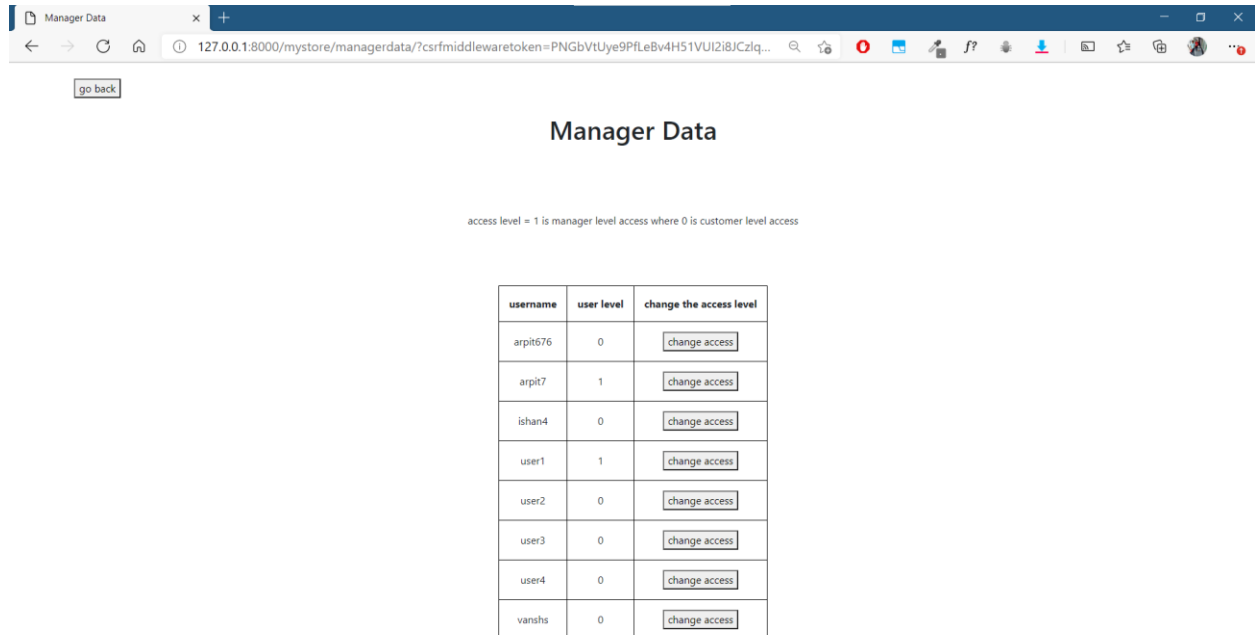 Manager Data
127.0.0.1:8000/mystore/managerdata/?csrfmiddlewaretoken=PNGbVtUye9PfLeBv4H51VUI2i8JCzlq...
f?
go back
Manager Data
access level = 1 is manager level access where 0 is customer level access
username user level change the access level
arpit676 0 change access
arpit7 1 change access
ishan4 0 change access
user1 1 change access
user2 0 change access
user3 0 change access
user4 0 change access
vanshs 0 change access